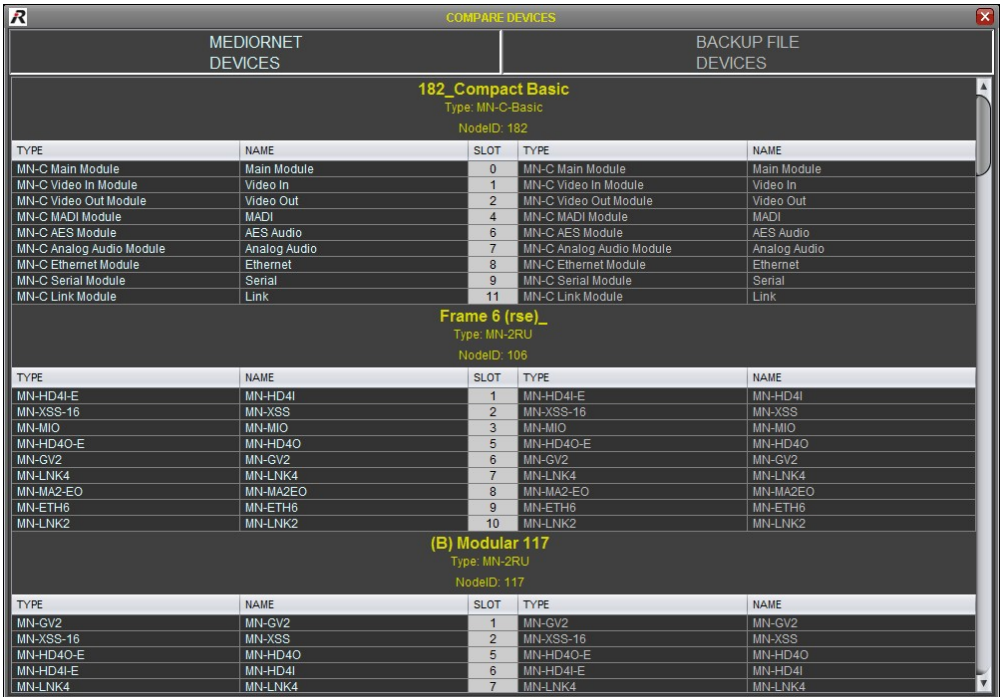 COMPARE DEVICES
MEDIORNET DEVICES
BACKUP FILE DEVICES
182_Compact Basic
Type: MN-C-Basic
NodeID: 182
TYPE NAME SLOT TYPE NAME
MN-C Main Module Main Module 0 MN-C Main Module Main Module
MN-C Video In Module Video In 1 MN-C Video In Module Video In
MN-C Video Out Module Video Out 2 MN-C Video Out Module Video Out
MN-C MADI Module MADI 4 MN-C MADI Module MADI
MN-C AES Module AES Audio 6 MN-C AES Module AES Audio
MN-C Analog Audio Module Analog Audio 7 MN-C Analog Audio Module Analog Audio
MN-C Ethernet Module Ethernet 8 MN-C Ethernet Module Ethernet
MN-C Serial Module Serial 9 MN-C Serial Module Serial
MN-C Link Module Link 11 MN-C Link Module Link
Frame 6 (rse)_
Type: MN-2RU
NodeID: 106
TYPE NAME SLOT TYPE NAME
MN-HD4I-E MN-HD4I 1 MN-HD4I-E MN-HD4I
MN-XSS-16 MN-XSS 2 MN-XSS-16 MN-XSS
MN-MIO MN-MIO 3 MN-MIO MN-MIO
MN-HD4O-E MN-HD4O 5 MN-HD4O-E MN-HD4O
MN-GV2 MN-GV2 6 MN-GV2 MN-GV2
MN-LNK4 MN-LNK4 7 MN-LNK4 MN-LNK4
MN-MA2-EO MN-MA2EO 8 MN-MA2-EO MN-MA2EO
MN-ETH6 MN-ETH6 9 MN-ETH6 MN-ETH6
MN-LNK2 MN-LNK2 10 MN-LNK2 MN-LNK2
(B) Modular 117
Type: MN-2RU
NodeID: 117
TYPE NAME SLOT TYPE NAME
MN-GV2 MN-GV2 1 MN-GV2 MN-GV2
MN-XSS-16 MN-XSS 2 MN-XSS-16 MN-XSS
MN-HD4O-E MN-HD4O 5 MN-HD4O-E MN-HD4O
MN-HD4I-E MN-HD4I 6 MN-HD4I-E MN-HD4I
MN-LNK4 MN-LNK4 7 MN-LNK4 MN-LNK4